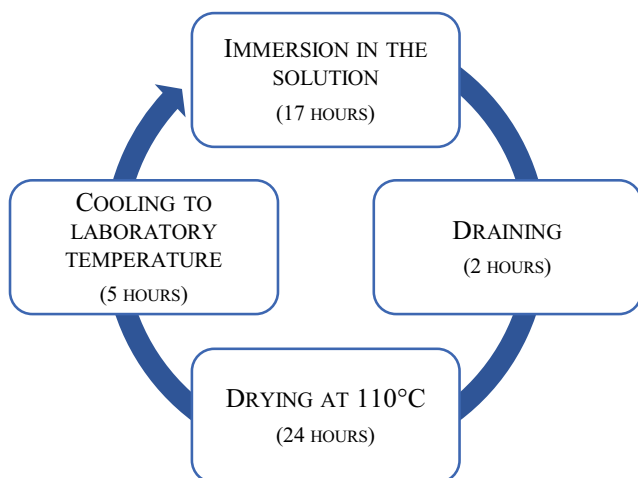 IMMERSION IN THE
SOLUTION
(17 HOURS)
DRAINING
(2 HOURS)
DRYING AT 110°C
(24 HOURS)
COOLING TO
LABORATORY
TEMPERATURE
(5 HOURS)